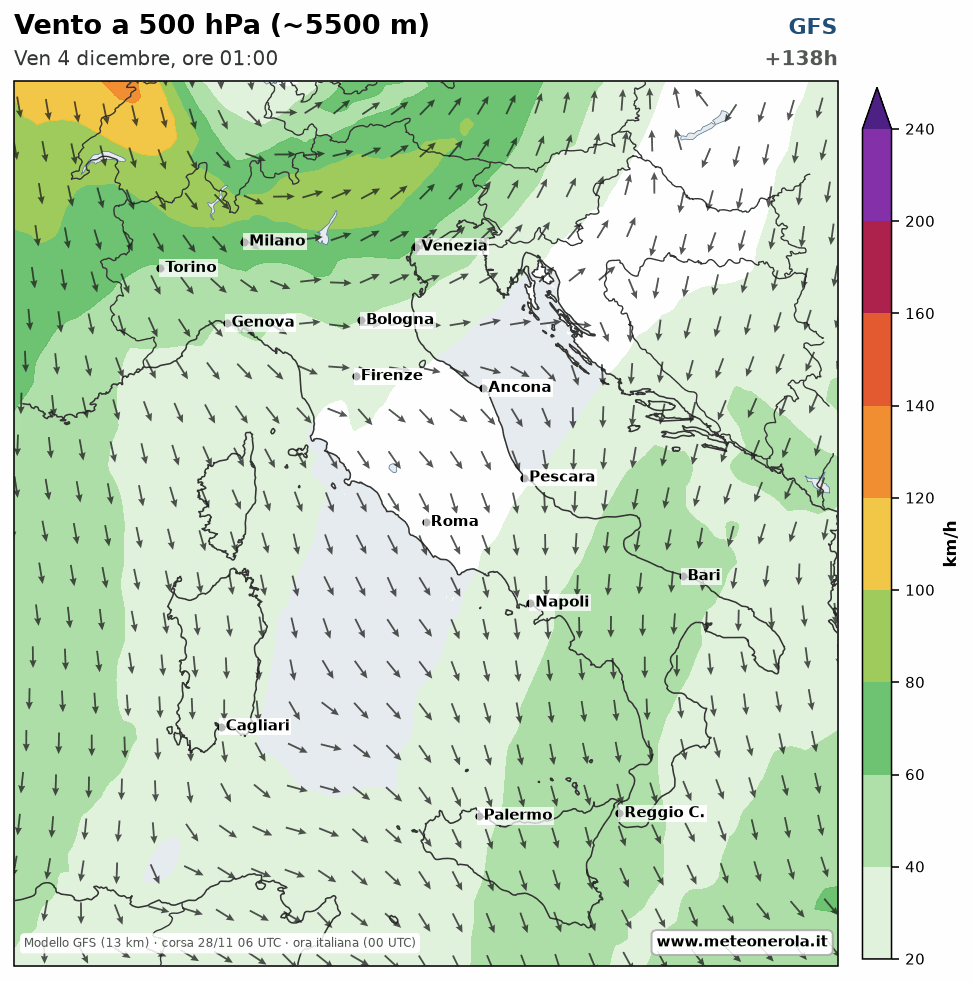 Vento a 500 hPa (~5500 m)
GFS
Ven 4 dicembre, ore 01:00
+138h
240
200
160
140
120
100
80
60
40
20
km/h
Milano
Venezia
Torino
Genova
Bologna
Firenze
Ancona
Pescara
Roma
Bari
Napoli
Cagliari
Palermo
Reggio C.
Modello GFS (13 km) · corsa 28/11 06 UTC · ora italiana (00 UTC)
www.meteonerola.it